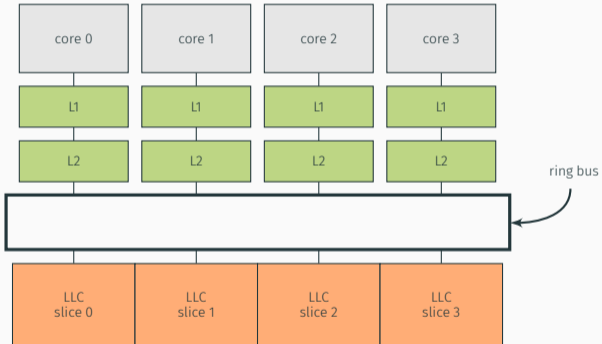 core 0
core 1
core 2
core 3
L1
L1
L1
L1
L2
L2
L2
L2
ring bus
LLC
slice 0
LLC
slice 1
LLC
slice 2
LLC
slice 3